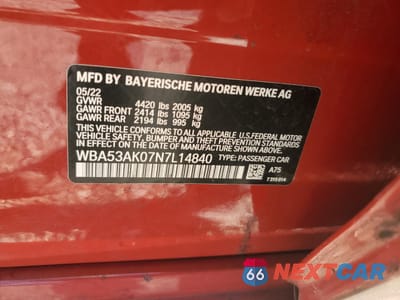 MFD BY BAYERISCHE MOTOREN WERKE AG
05/22
GVWR 4420 lbs 2005 kg
GAWR FRONT 2414 lbs 1095 kg
GAWR REAR 2194 lbs 995 kg
THIS VEHICLE CONFORMS TO ALL APPLICABLE U.S. FEDERAL MOTOR
VEHICLE SAFETY, BUMPER, AND THEFT PREVENTION STANDARDS
IN EFFECT ON THE DATE OF MANUFACTURE SHOWN ABOVE.
WBA53AK07N7L14840 TYPE: PASSENGER CAR
A75
66 NEXTCAR